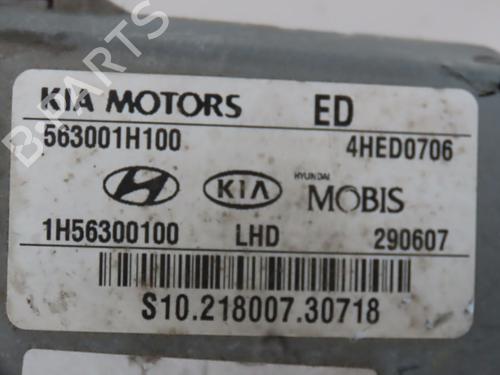 KIA MOTORS ED
563001H100 4HED0706
KIA HYUNDAI MOBIS
1H56300100 LHD 290607
S10.218007.30718
B-PARTS